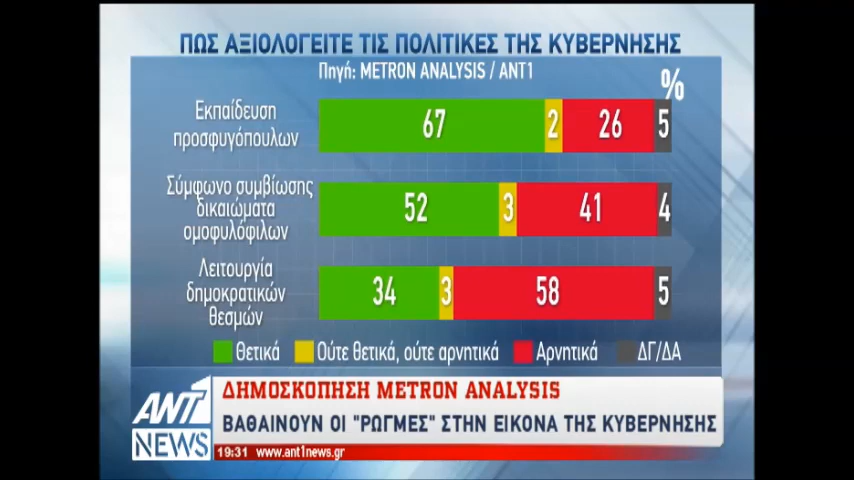 ΠΩΣ ΑΞΙΟΛΟΓΕΙΤΕ ΤΙΣ ΠΟΛΙΤΙΚΕΣ ΤΗΣ ΚΥΒΕΡΝΗΣΗΣ
Πηγή: METRON ANALYSIS / ANT1
%
Εκπαίδευση
προσφυγόπουλων
67 2 26 5
Σύμφωνο συμβίωσης
δικαιώματα
ομοφυλόφιλων
52 3 41 4
Λειτουργία
δημοκρατικών
θεσμών
34 3 58 5
Θετικά Ούτε θετικά, ούτε αρνητικά Αρνητικά ΔΓ/ΔΑ
ΔΗΜΟΣΚΟΠΗΣΗ METRON ANALYSIS
ΒΑΘΑΙΝΟΥΝ ΟΙ "ΡΩΓΜΕΣ" ΣΤΗΝ ΕΙΚΟΝΑ ΤΗΣ ΚΥΒΕΡΝΗΣΗΣ
ANT1
NEWS
19:31 www.ant1news.gr